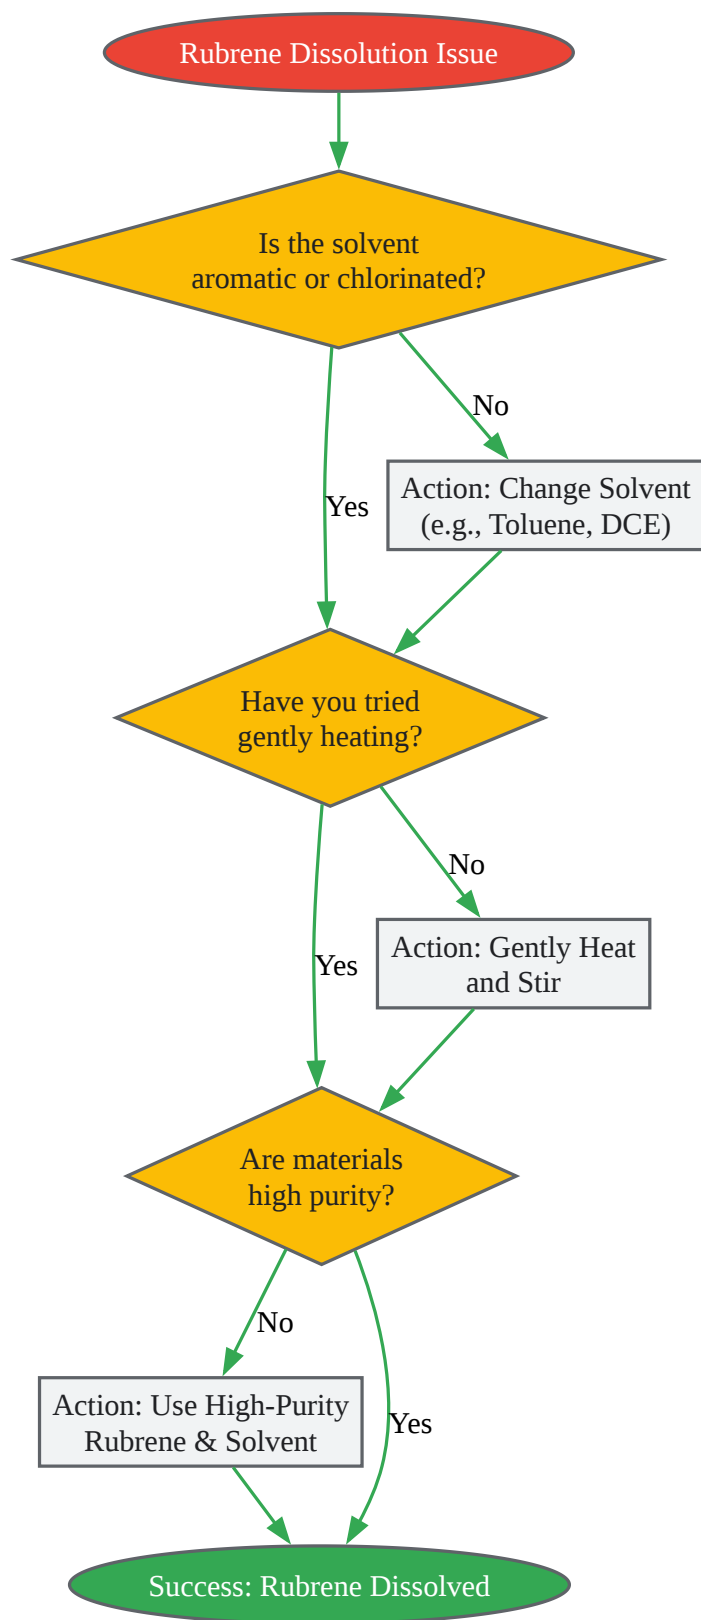 Rubrene Dissolution Issue
Is the solvent
aromatic or chlorinated?
No
Action: Change Solvent
(e.g., Toluene, DCE)
Yes
Have you tried
gently heating?
No
Action: Gently Heat
and Stir
Yes
Are materials
high purity?
No
Action: Use High-Purity
Rubrene & Solvent
Yes
Success: Rubrene Dissolved